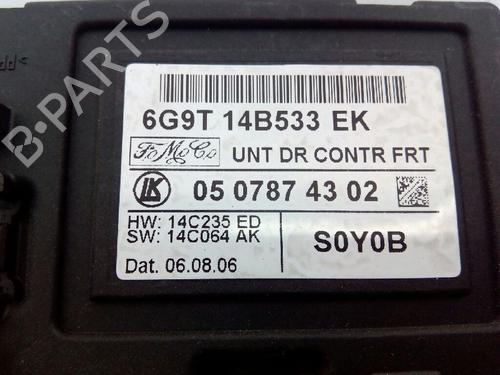 B-PARTS
6G9T 14B533 EK
FoMoCo UNT DR CONTR FRT
LK 05 0787 43 02
HW: 14C235 ED
SW: 14C064 AK S0Y0B
Dat. 06.08.06